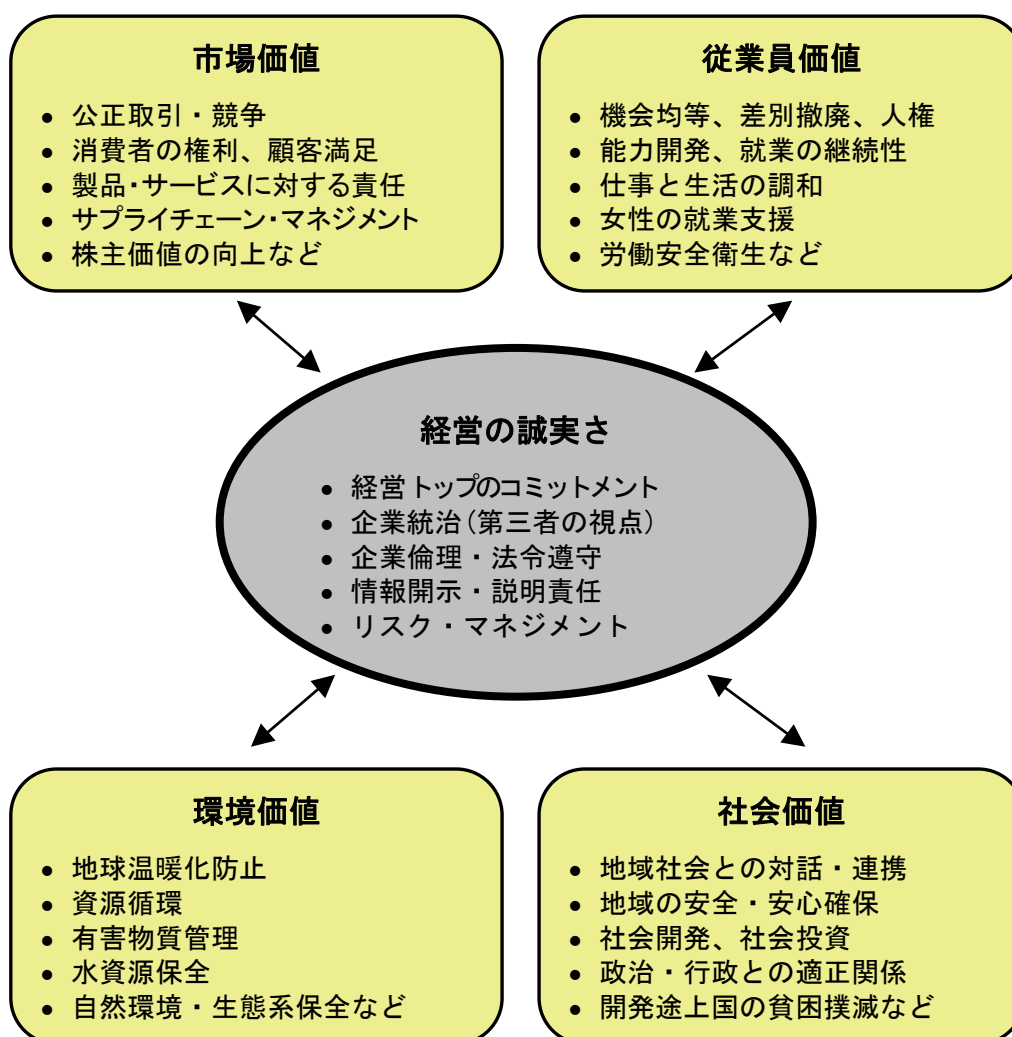 市場価値
• 公正取引・競争
• 消費者の権利、顧客満足
• 製品・サービスに対する責任
• サプライチェーン・マネジメント
• 株主価値の向上など
従業員価値
• 機会均等、差別撤廃、人権
• 能力開発、就業の継続性
• 仕事と生活の調和
• 女性の就業支援
• 労働安全衛生など
経営の誠実さ
• 経営トップのコミットメント
• 企業統治(第三者の視点)
• 企業倫理・法令遵守
• 情報開示・説明責任
• リスク・マネジメント
環境価値
• 地球温暖化防止
• 資源循環
• 有害物質管理
• 水資源保全
• 自然環境・生態系保全など
社会価値
• 地域社会との対話・連携
• 地域の安全・安心確保
• 社会開発、社会投資
• 政治・行政との適正関係
• 開発途上国の貧困撲滅など